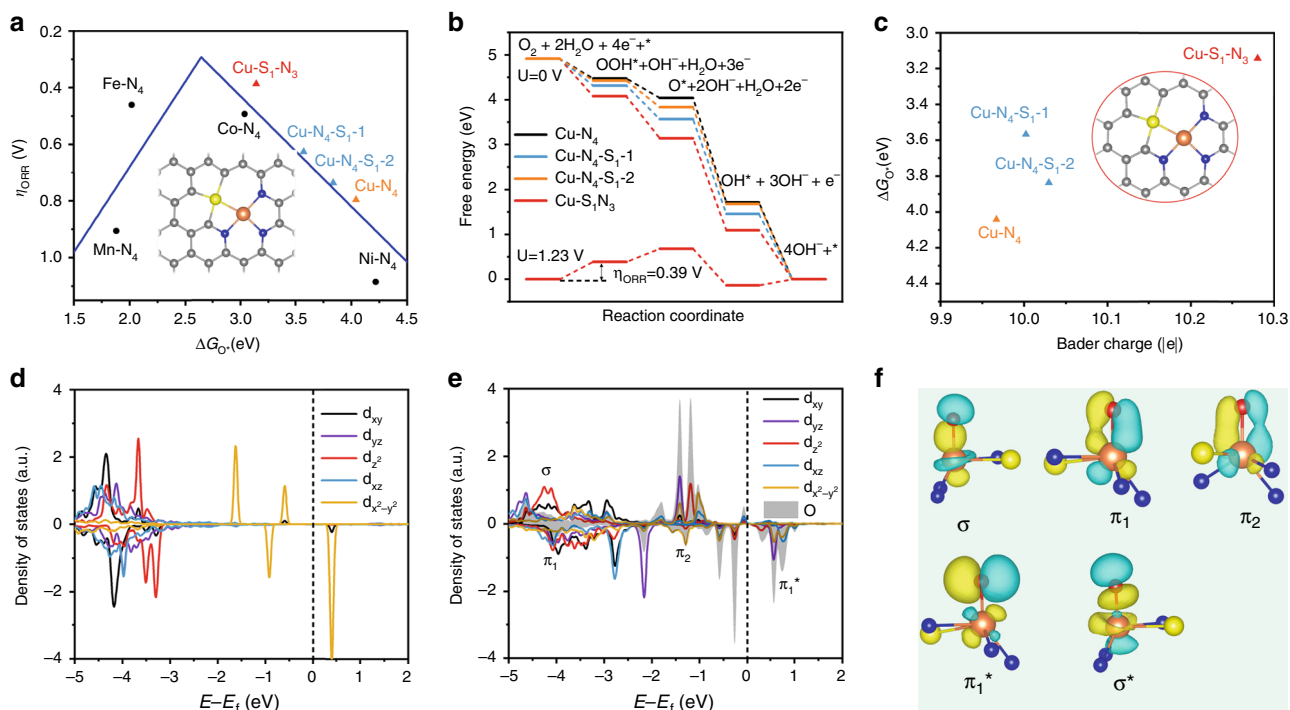 a
0.2
0.4
0.6
0.8
1.0
η_ORR (V)
Fe-N₄
Cu-S₁-N₃
Co-N₄
Cu-N₄-S₁-1
Cu-N₄-S₁-2
Cu-N₄
Mn-N₄
Ni-N₄
1.5 2.0 2.5 3.0 3.5 4.0 4.5
ΔG_O*(eV)
b
5
4
3
2
1
0
Free energy (eV)
O₂ + 2H₂O + 4e⁻+*
U=0 V
OOH*+OH⁻+H₂O+3e⁻
O*+2OH⁻+H₂O+2e⁻
Cu-N₄
Cu-N₄-S₁-1
Cu-N₄-S₁-2
Cu-S₁N₃
OH* + 3OH⁻ + e⁻
4OH⁻+*
U=1.23 V
η_ORR=0.39 V
Reaction coordinate
c
3.0
3.3
3.6
3.9
4.2
4.5
ΔG_O*(eV)
Cu-S₁-N₃
Cu-N₄-S₁-1
Cu-N₄-S₁-2
Cu-N₄
9.9 10.0 10.1 10.2 10.3
Bader charge (|e|)
d
4
2
0
−2
−4
Density of states (a.u.)
d_xy
d_yz
d_z²
d_xz
d_x²−y²
−5 −4 −3 −2 −1 0 1 2
E−E_f (eV)
e
4
2
0
−2
−4
Density of states (a.u.)
σ
π₁
π₂
π₁*
d_xy
d_yz
d_z²
d_xz
d_x²−y²
O
−5 −4 −3 −2 −1 0 1 2
E−E_f (eV)
f
σ
π₁
π₂
π₁*
σ*